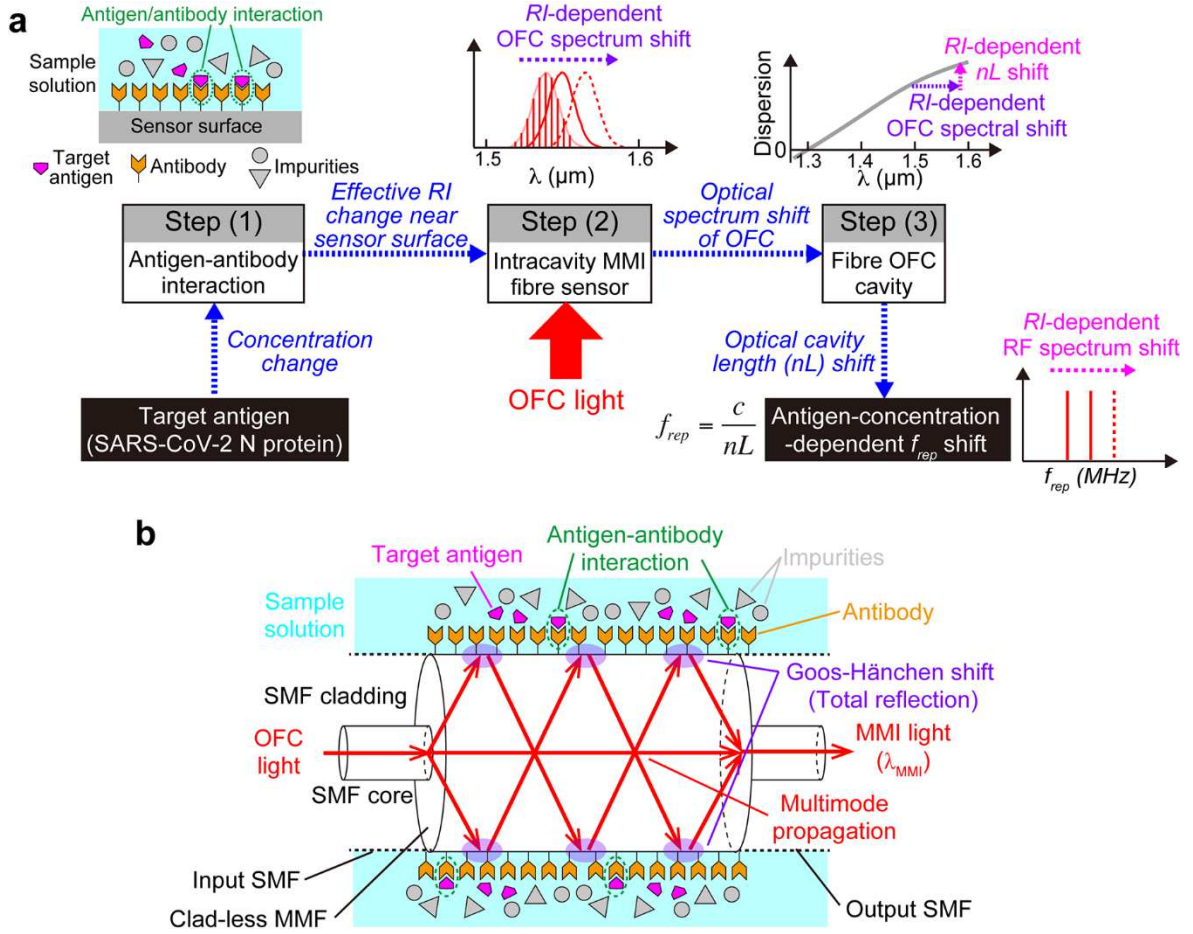 a
Antigen/antibody interaction
Sample
solution
Sensor surface
Target
antigen
Antibody
Impurities
RI-dependent
OFC spectrum shift
1.5
1.6
λ (µm)
Dispersion
0
RI-dependent
nL shift
RI-dependent
OFC spectral shift
1.3
1.4
1.5
1.6
λ (µm)
Step (1)
Antigen-antibody
interaction
Effective RI
change near
sensor surface
Step (2)
Intracavity MMI
fibre sensor
Optical
spectrum shift
of OFC
Step (3)
Fibre OFC
cavity
Concentration
change
OFC light
Optical cavity
length (nL) shift
RI-dependent
RF spectrum shift
Target antigen
(SARS-CoV-2 N protein)
f_rep = c / nL
Antigen-concentration
-dependent f_rep shift
f_rep (MHz)
b
Target antigen
Antigen-antibody
interaction
Impurities
Sample
solution
Antibody
SMF cladding
Goos-Hänchen shift
(Total reflection)
OFC
light
MMI light
(λ_MMI)
SMF core
Multimode
propagation
Input SMF
Clad-less MMF
Output SMF